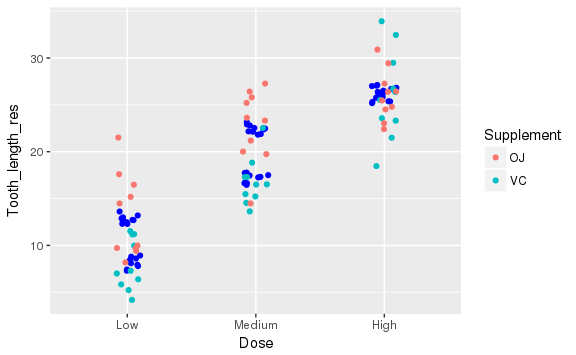 30
20
10
Tooth_length_res
Low
Medium
High
Dose
Supplement
OJ
VC